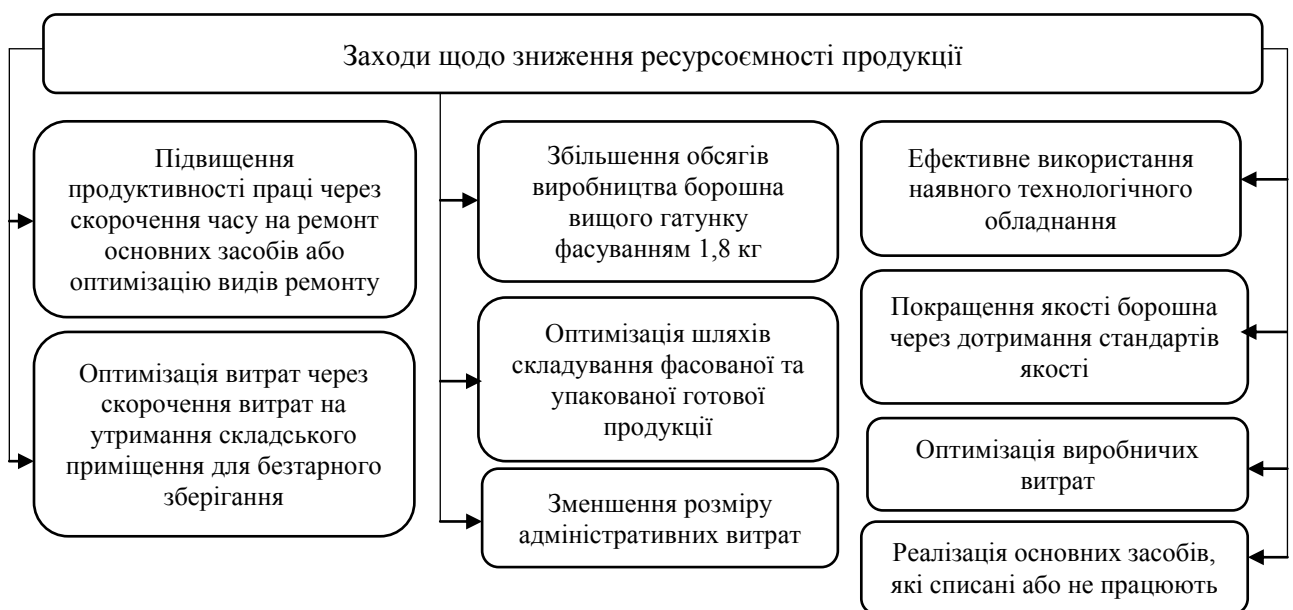 Заходи щодо зниження ресурсоємності продукції
Підвищення
продуктивності праці через
скорочення часу на ремонт
основних засобів або
оптимізацію видів ремонту
Оптимізація витрат через
скорочення витрат на
утримання складського
приміщення для безтарного
зберігання
Збільшення обсягів
виробництва борошна
вищого гатунку
фасуванням 1,8 кг
Оптимізація шляхів
складування фасованої та
упакованої готової
продукції
Зменшення розміру
адміністративних витрат
Ефективне використання
наявного технологічного
обладнання
Покращення якості борошна
через дотримання стандартів
якості
Оптимізація виробничих
витрат
Реалізація основних засобів,
які списані або не працюють